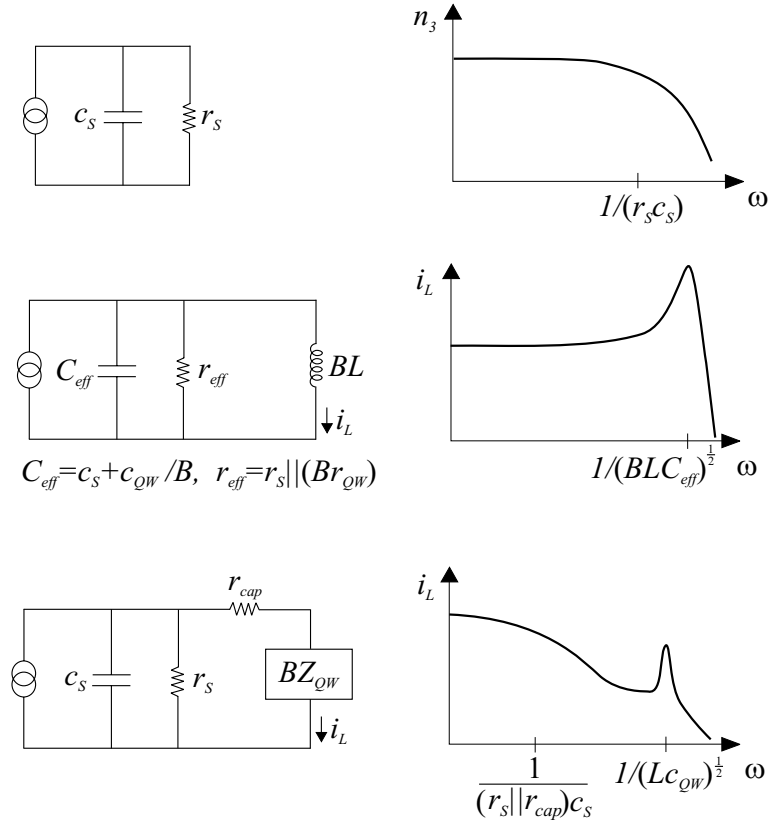 n₃
c_S
r_S
1/(r_S c_S)
ω
i_L
C_eff
r_eff
BL
i_L
C_eff=c_S+c_QW/B, r_eff=r_S||(Br_QW)
1/(BLC_eff)^½
ω
r_cap
i_L
c_S
r_S
BZ_QW
i_L
1
(r_S||r_cap)c_S
1/(Lc_QW)^½
ω